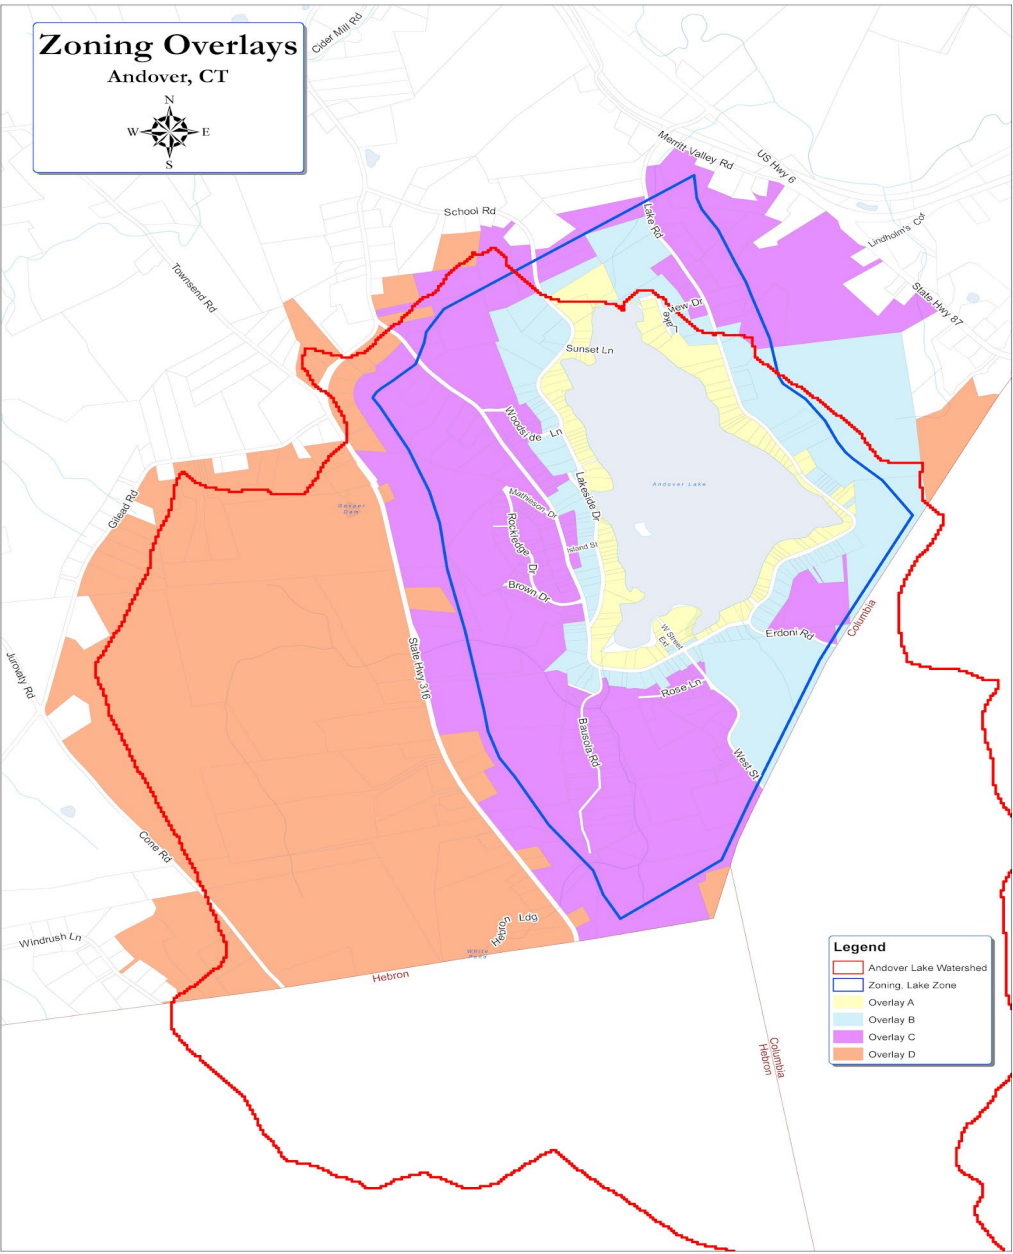 Zoning Overlays
Andover, CT
N
W
E
S
Cider Mill Rd
Merritt Valley Rd
US Hwy 6
School Rd
Lake Rd
Lindholm's Cor
Townsend Rd
State Hwy 87
Lake
View Dr
Sunset Ln
Woodside Ln
Andover Lake
Lakeside Dr
Gilead Rd
Mathieson Dr
Rockledge Dr
Island St
Brown Dr
W Street Ext
Erdoni Rd
Columbia
Jurovaty Rd
State Hwy 316
Rose Ln
Bausola Rd
West St
Cone Rd
Hebron Ldg
Windrush Ln
White Pond
Hebron
Columbia
Hebron
Legend
Andover Lake Watershed
Zoning, Lake Zone
Overlay A
Overlay B
Overlay C
Overlay D